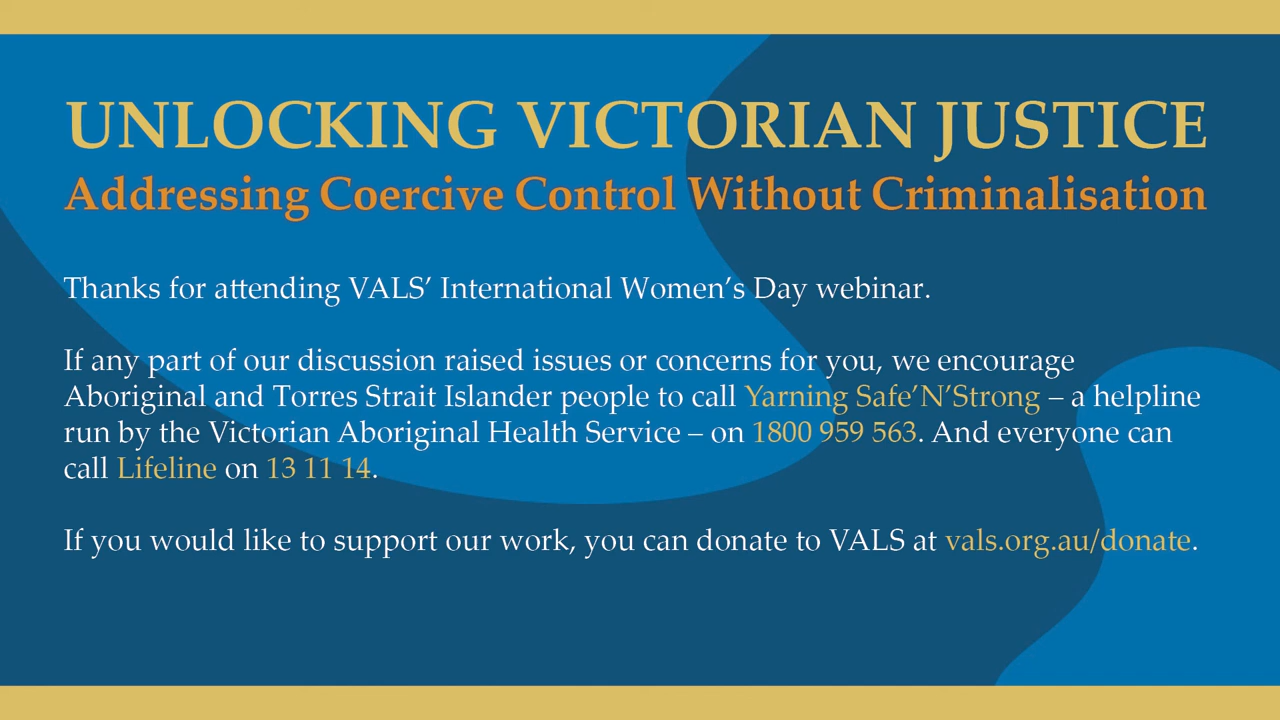 UNLOCKING VICTORIAN JUSTICE
Addressing Coercive Control Without Criminalisation
Thanks for attending VALS’ International Women’s Day webinar.
If any part of our discussion raised issues or concerns for you, we encourage
Aboriginal and Torres Strait Islander people to call Yarning Safe’N’Strong – a helpline
run by the Victorian Aboriginal Health Service – on 1800 959 563. And everyone can
call Lifeline on 13 11 14.
If you would like to support our work, you can donate to VALS at vals.org.au/donate.